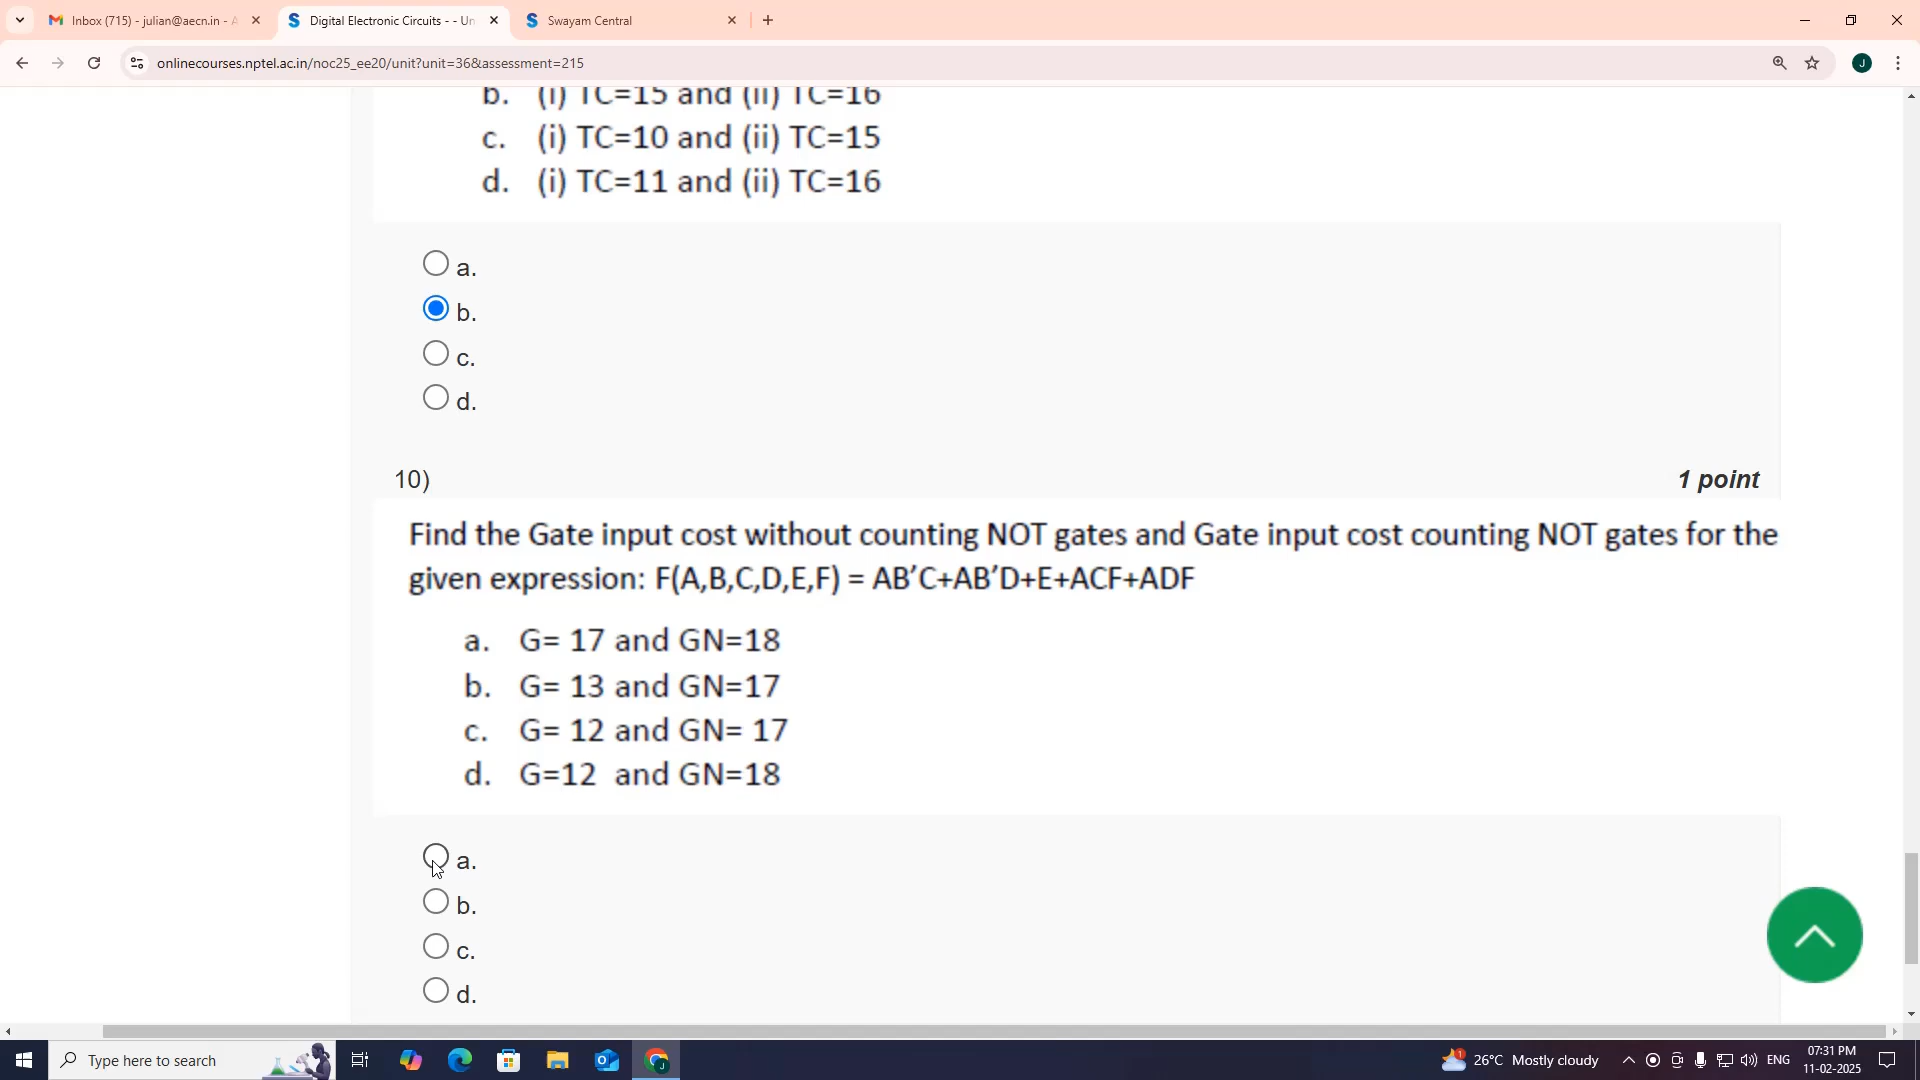 Inbox (715) - julian@aecn.in - A
Digital Electronic Circuits - - Un
Swayam Central
onlinecourses.nptel.ac.in/noc25_ee20/unit?unit=36&assessment=215
J
b. (i) TC=15 and (ii) TC=16
c. (i) TC=10 and (ii) TC=15
d. (i) TC=11 and (ii) TC=16
a.
b.
c.
d.
10)
1 point
Find the Gate input cost without counting NOT gates and Gate input cost counting NOT gates for the
given expression: F(A,B,C,D,E,F) = AB’C+AB’D+E+ACF+ADF
a. G= 17 and GN=18
b. G= 13 and GN=17
c. G= 12 and GN= 17
d. G=12 and GN=18
a.
b.
c.
d.
Type here to search
1
26°C Mostly cloudy
ENG
07:31 PM
11-02-2025